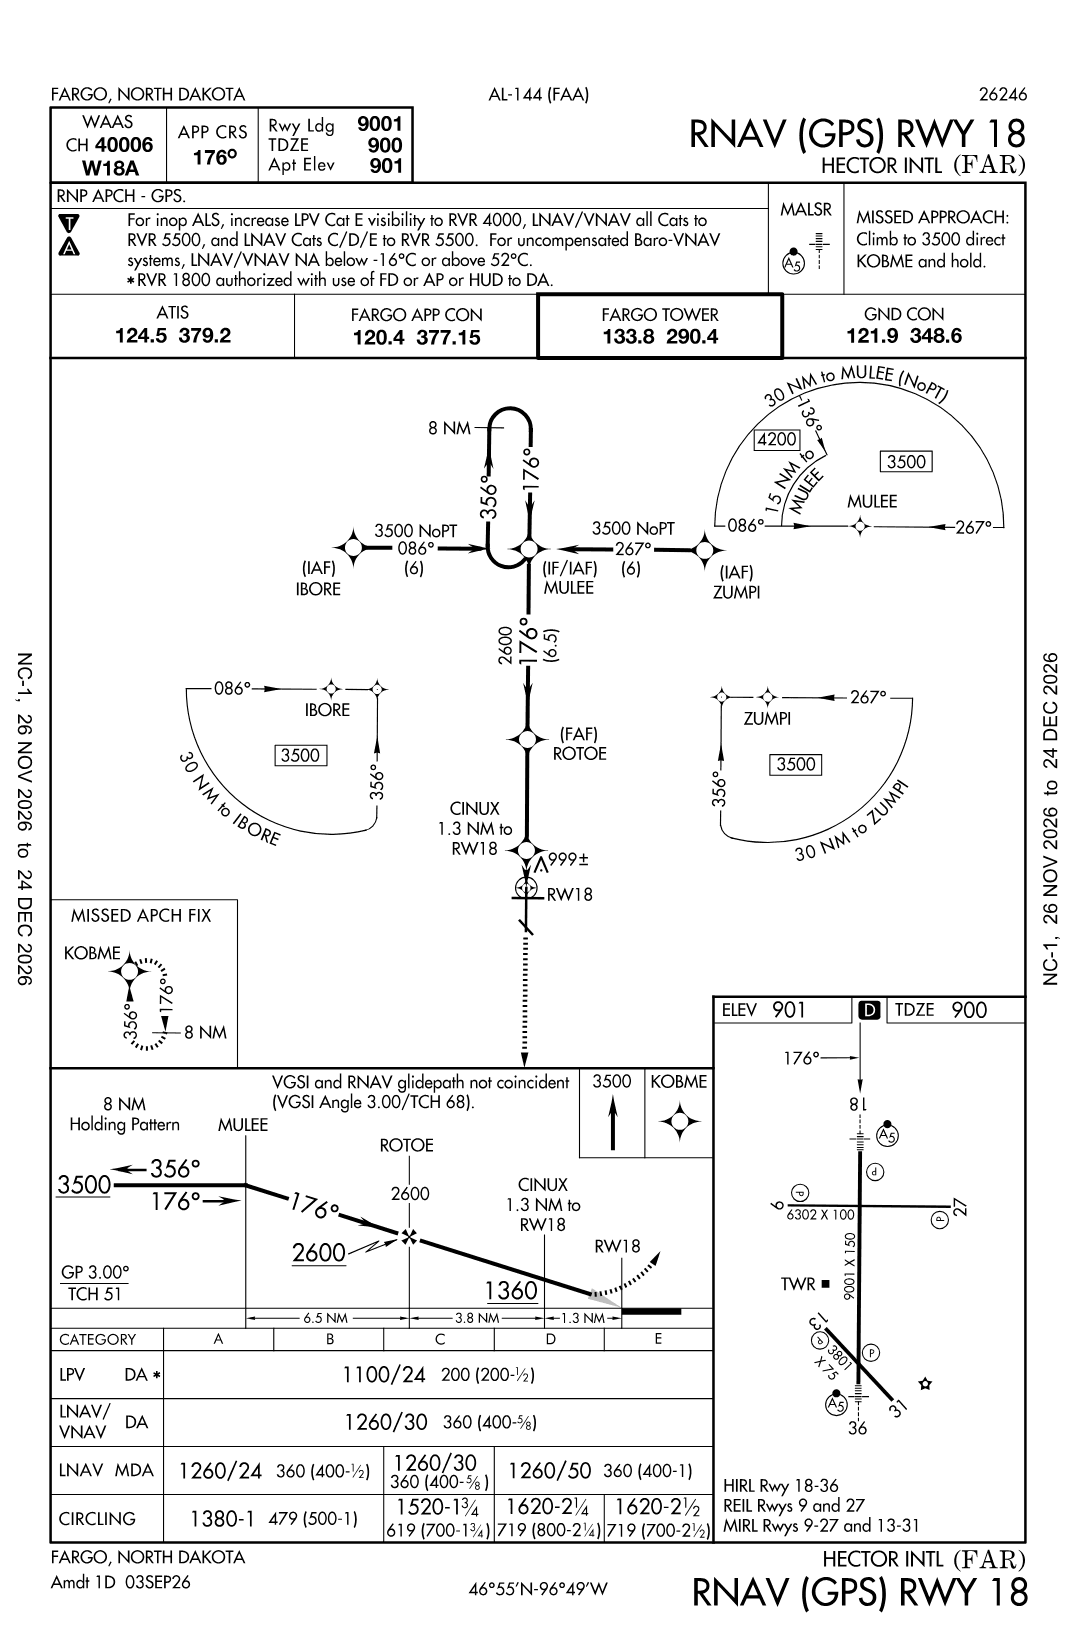 FARGO, NORTH DAKOTA
AL-144 (FAA)
26246
WAAS
CH 40006
W18A
APP CRS
176°
Rwy Ldg 9001
TDZE 900
Apt Elev 901
RNAV (GPS) RWY 18
HECTOR INTL (FAR)
RNP APCH - GPS.
T
A
For inop ALS, increase LPV Cat E visibility to RVR 4000, LNAV/VNAV all Cats to
RVR 5500, and LNAV Cats C/D/E to RVR 5500. For uncompensated Baro-VNAV
systems, LNAV/VNAV NA below -16°C or above 52°C.
*RVR 1800 authorized with use of FD or AP or HUD to DA.
MALSR
A5
MISSED APPROACH:
Climb to 3500 direct
KOBME and hold.
ATIS
124.5 379.2
FARGO APP CON
120.4 377.15
FARGO TOWER
133.8 290.4
GND CON
121.9 348.6
30 NM to MULEE (NoPT)
136°
4200
15 NM to
MULEE
3500
MULEE
086°
267°
8 NM
356°
176°
3500 NoPT
086°
(6)
(IAF)
IBORE
3500 NoPT
267°
(6)
(IF/IAF)
MULEE
(IAF)
ZUMPI
2600
176°
(6.5)
086°
IBORE
3500
356°
30 NM to IBORE
267°
ZUMPI
3500
356°
30 NM to ZUMPI
(FAF)
ROTOE
CINUX
1.3 NM to
RW18
999±
RW18
NC-1, 26 NOV 2026 to 24 DEC 2026
NC-1, 26 NOV 2026 to 24 DEC 2026
MISSED APCH FIX
KOBME
356°
176°
8 NM
ELEV 901
D
TDZE 900
176°
18
A5
P
P
9
27
6302 X 100
P
9001 X 150
TWR
13
P
3801
X 75
P
A5
31
36
HIRL Rwy 18-36
REIL Rwys 9 and 27
MIRL Rwys 9-27 and 13-31
VGSI and RNAV glidepath not coincident
(VGSI Angle 3.00/TCH 68).
3500
KOBME
8 NM
Holding Pattern
MULEE
ROTOE
356°
3500
176°
176°
2600
2600
CINUX
1.3 NM to
RW18
RW18
GP 3.00°
TCH 51
1360
6.5 NM
3.8 NM
1.3 NM
CATEGORY A B C D E
LPV DA * 1100/24 200 (200-½)
LNAV/
VNAV DA 1260/30 360 (400-⅝)
LNAV MDA 1260/24 360 (400-½) 1260/30 360 (400-⅝) 1260/50 360 (400-1)
CIRCLING 1380-1 479 (500-1) 1520-1¾ 619 (700-1¾) 1620-2¼ 719 (800-2¼) 1620-2½ 719 (700-2½)
FARGO, NORTH DAKOTA
Amdt 1D 03SEP26
46°55'N-96°49'W
HECTOR INTL (FAR)
RNAV (GPS) RWY 18